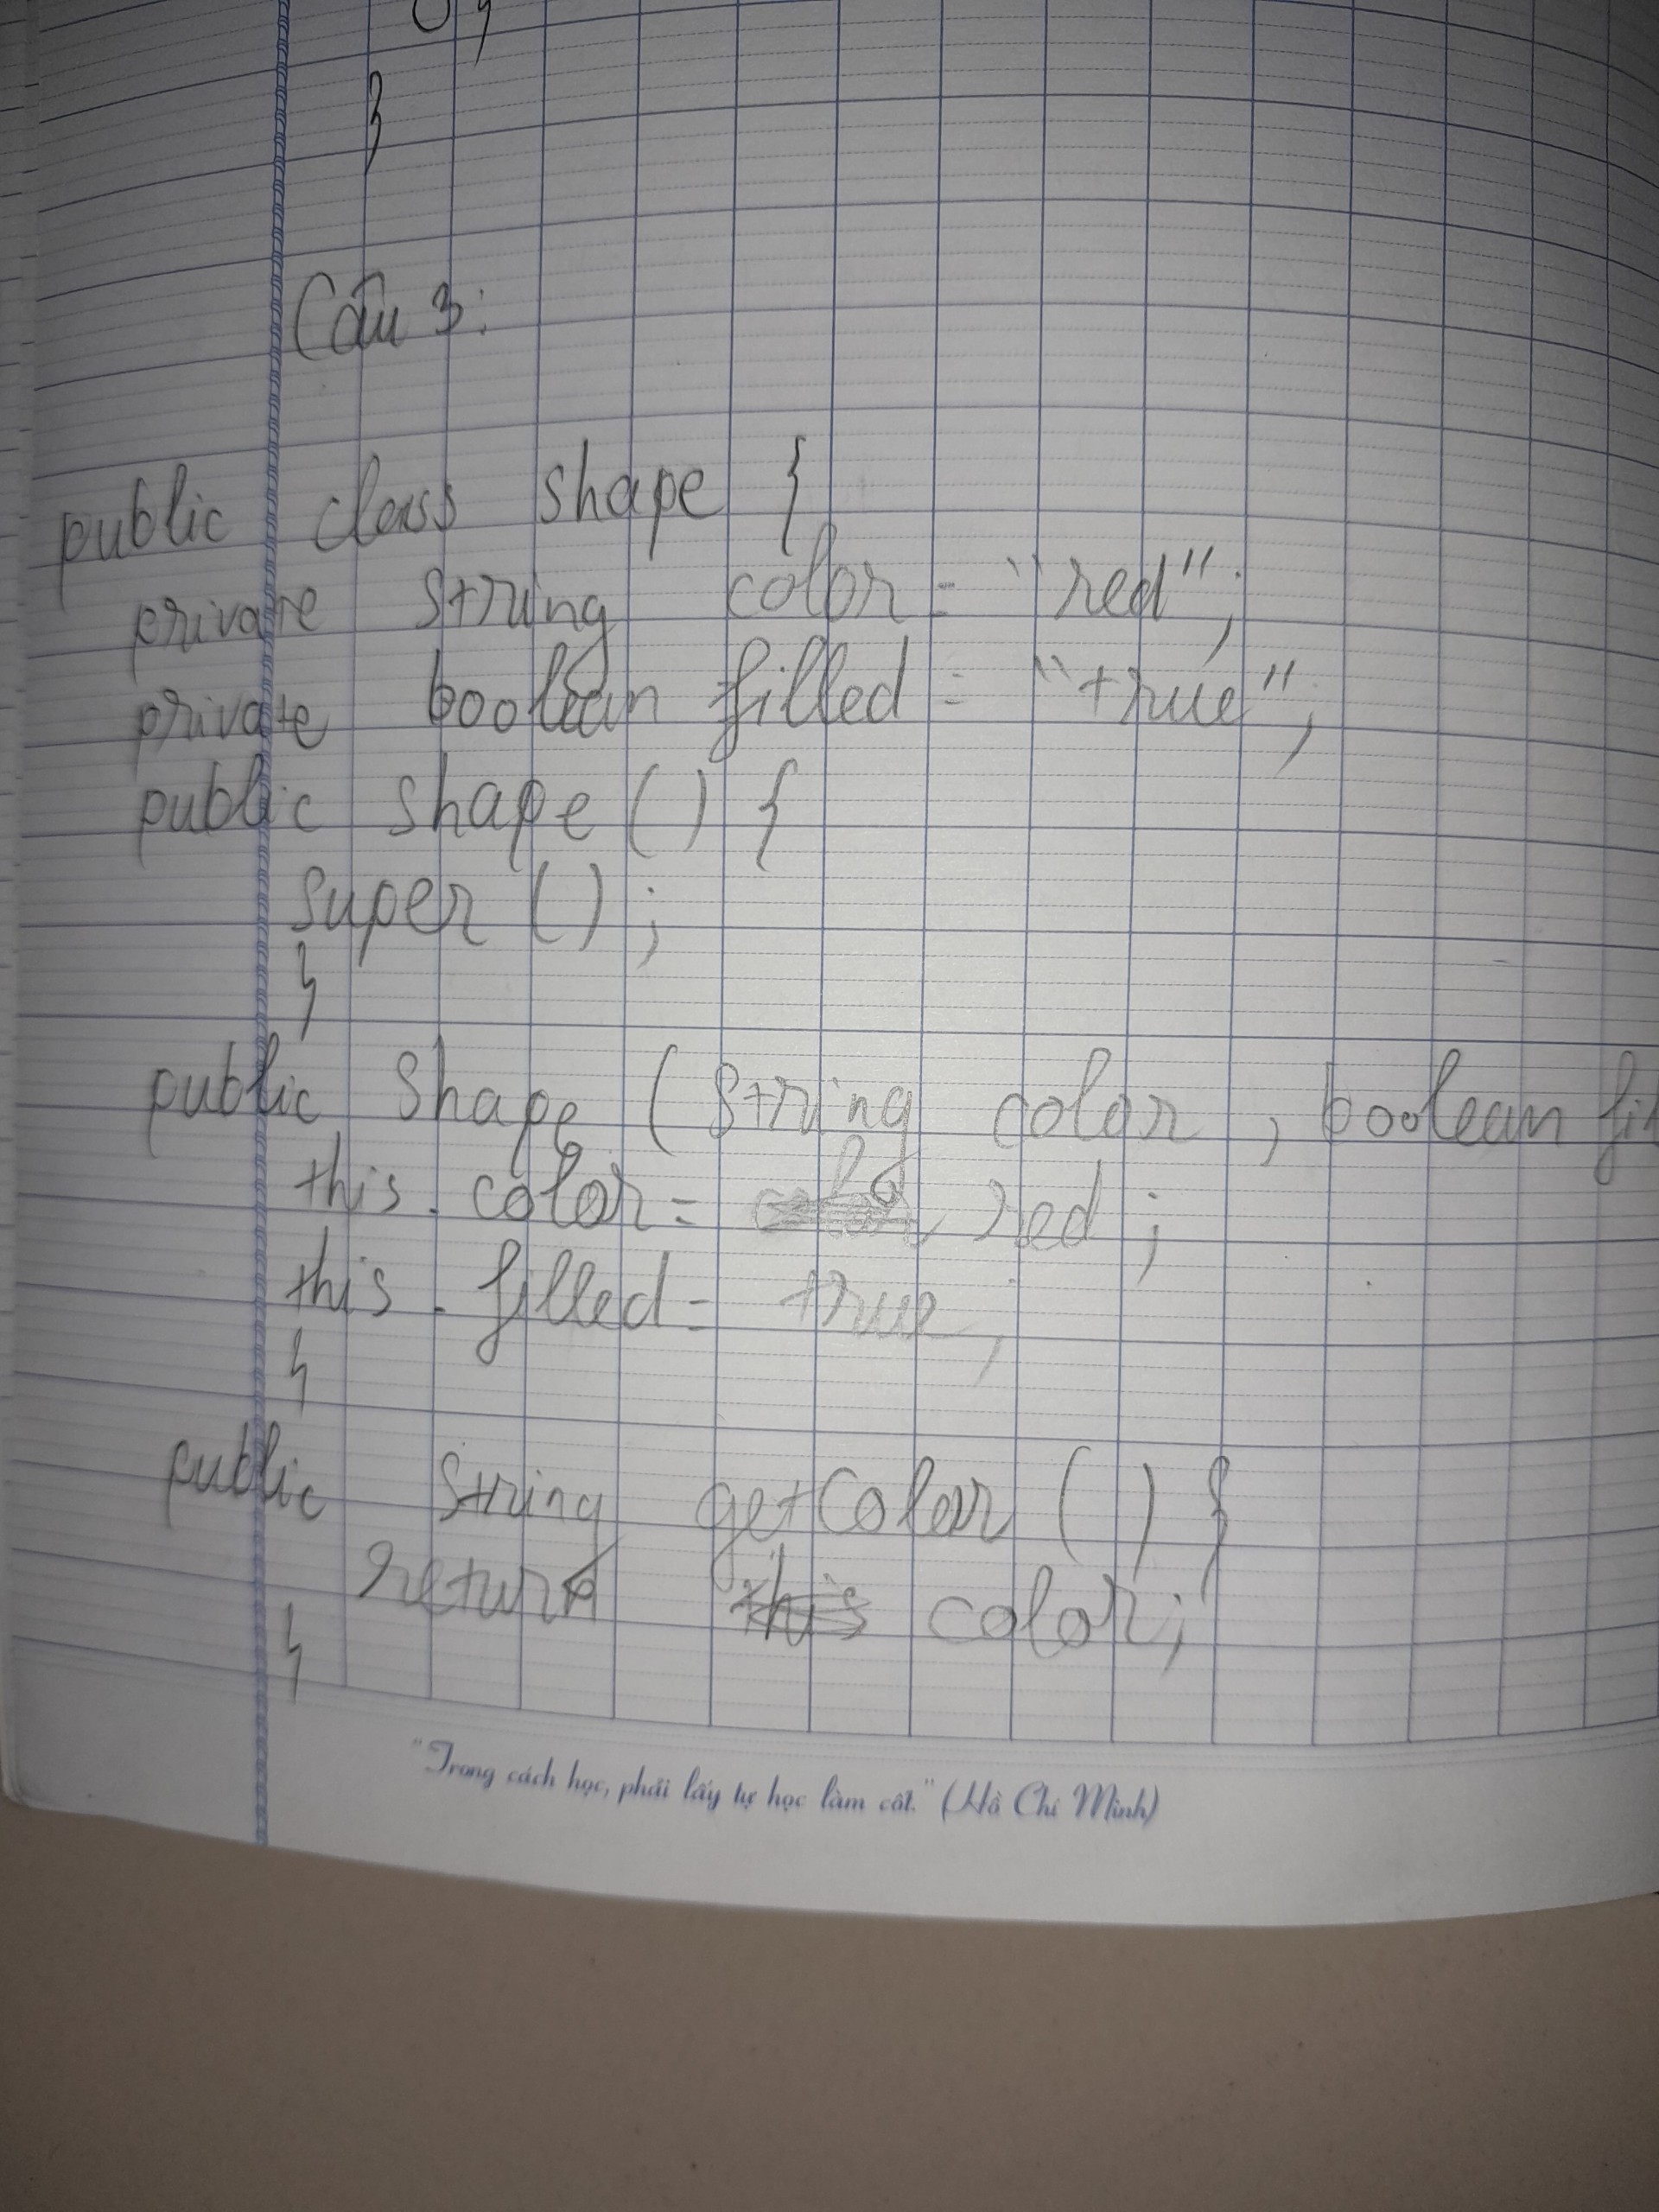 }
Câu 3:
public class shape {
private string color = "red";
private boolean filled = "true";
public shape () {
super () ;
}
public Shape ( String color , boolean fil
this . color = red ;
this . filled = true ;
}
public String getColor () {
return this color ;
}
"Trong cách học, phải lấy tự học làm cốt." (Hồ Chí Minh)